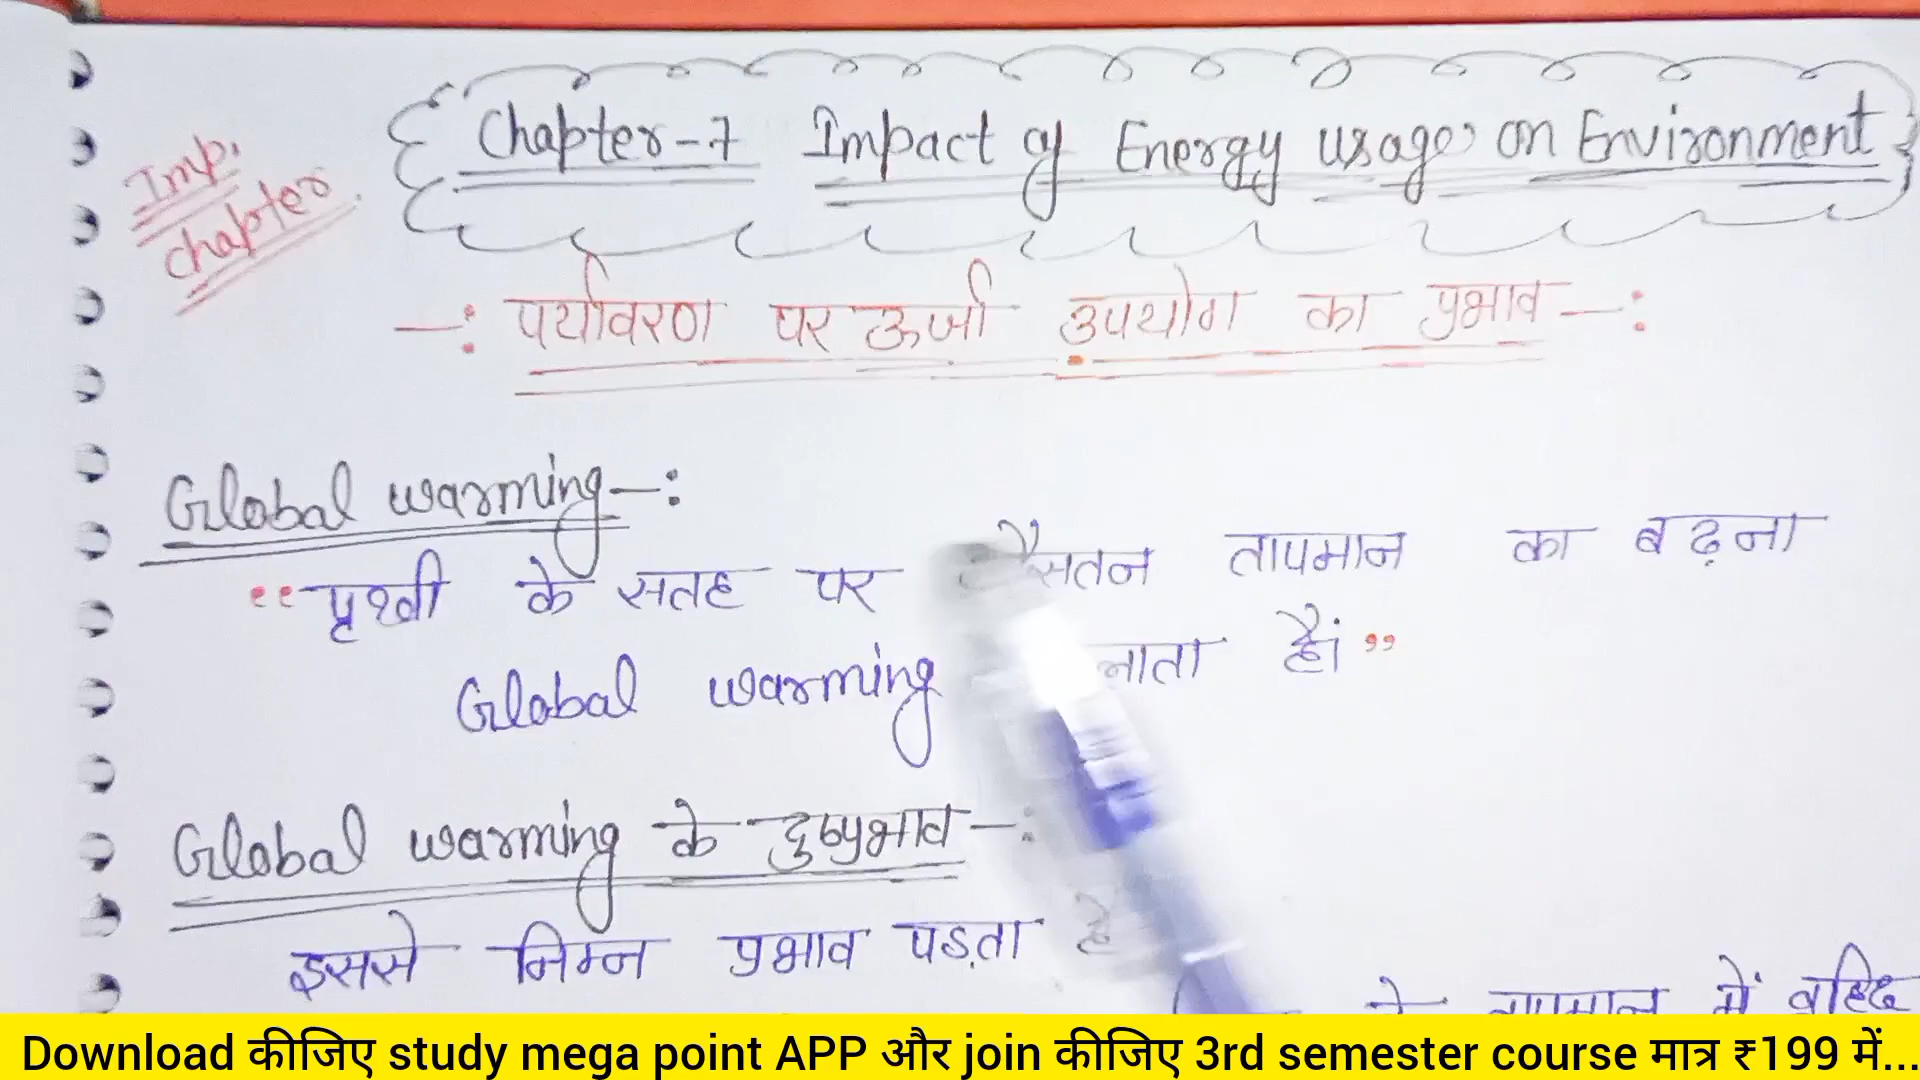 Imp. chapter
Chapter-7 Impact of Energy usage on Environment
—: पर्यावरण पर ऊर्जा उपयोग का प्रभाव —:
Global warming —:
“पृथ्वी के सतह पर तापमान का बढ़ना
Global warming है।”
Global warming के दुष्प्रभाव —:
इससे निम्न प्रभाव पड़ता है
तापमान में वृद्धि
Download कीजिए study mega point APP और join कीजिए 3rd semester course मात्र ₹199 में...